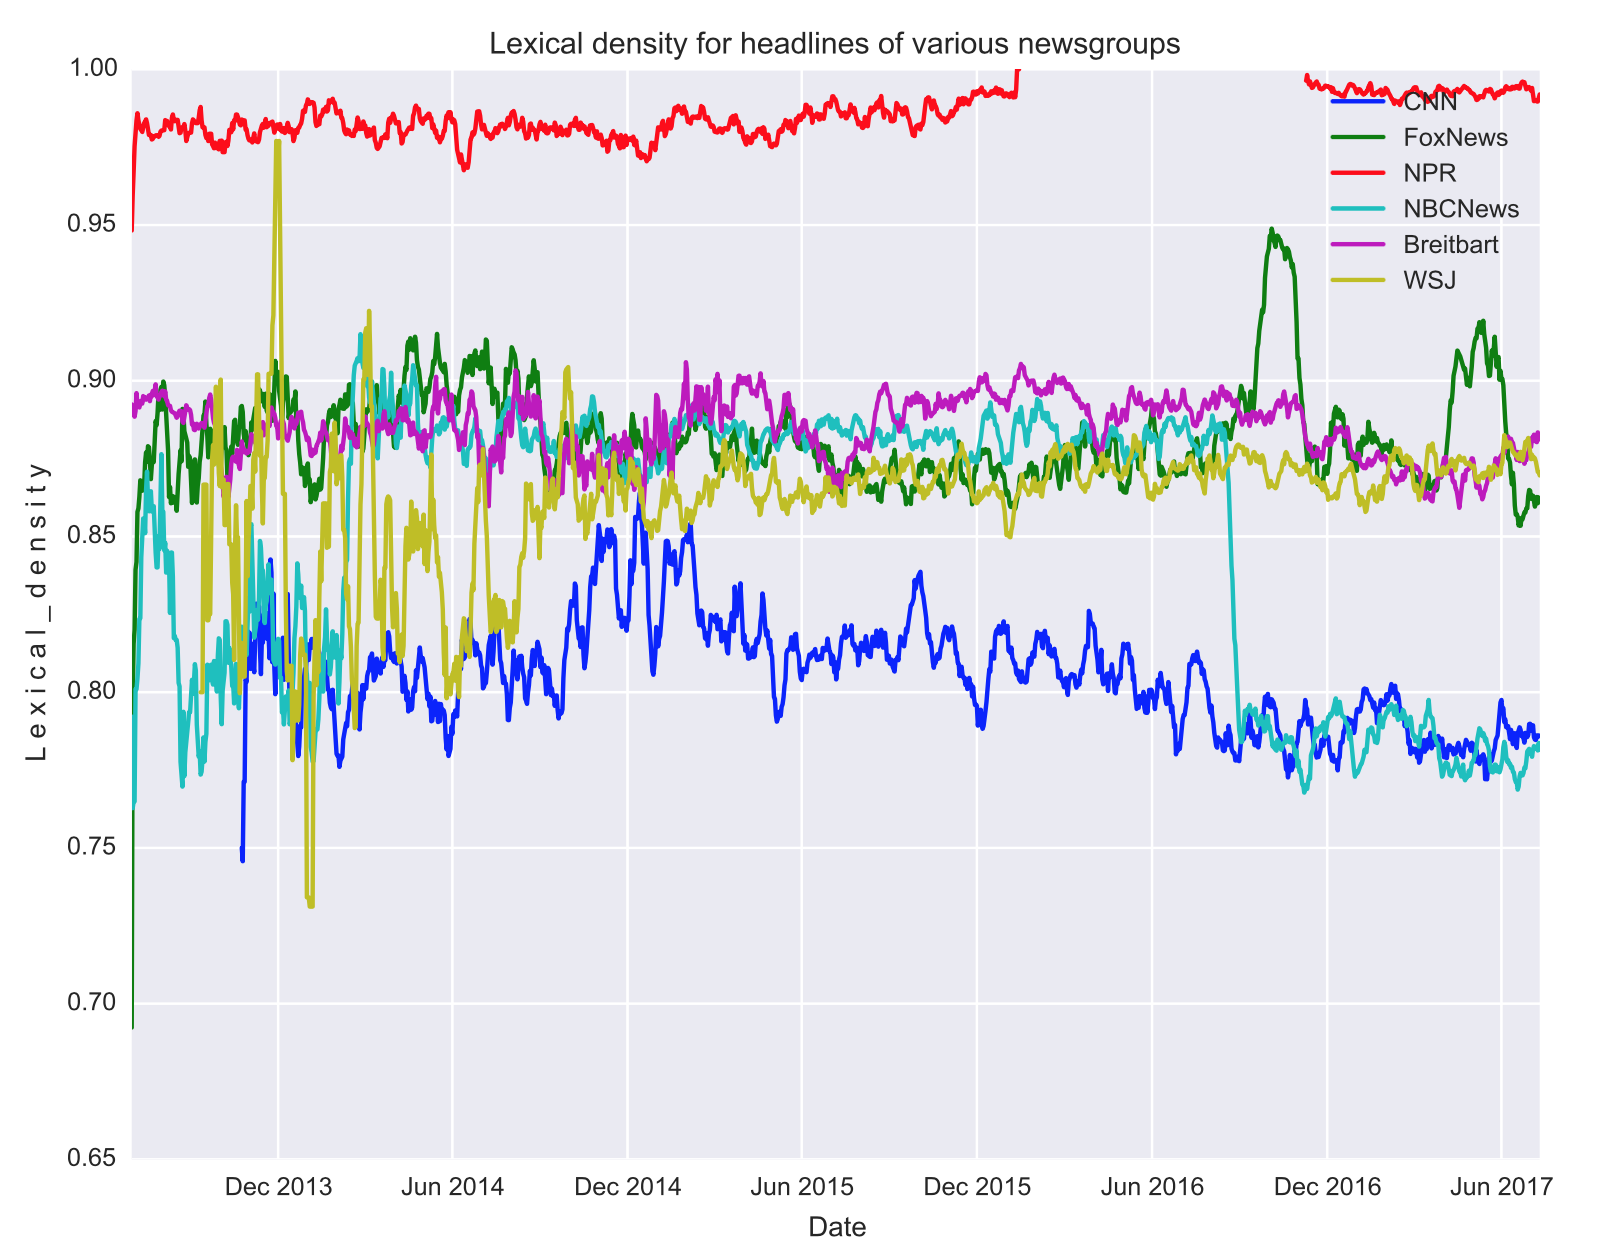 Lexical density for headlines of various newsgroups
1.00
0.95
0.90
0.85
0.80
0.75
0.70
0.65
Lexical_density
CNN
FoxNews
NPR
NBCNews
Breitbart
WSJ
Dec 2013 Jun 2014 Dec 2014 Jun 2015 Dec 2015 Jun 2016 Dec 2016 Jun 2017
Date